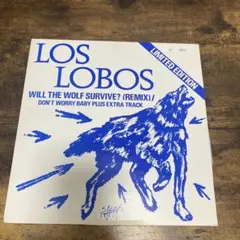 LOS
LOBOS
LIMITED EDITION
WILL THE WOLF SURVIVE? (REMIX) /
DON'T WORRY BABY PLUS EXTRA TRACK